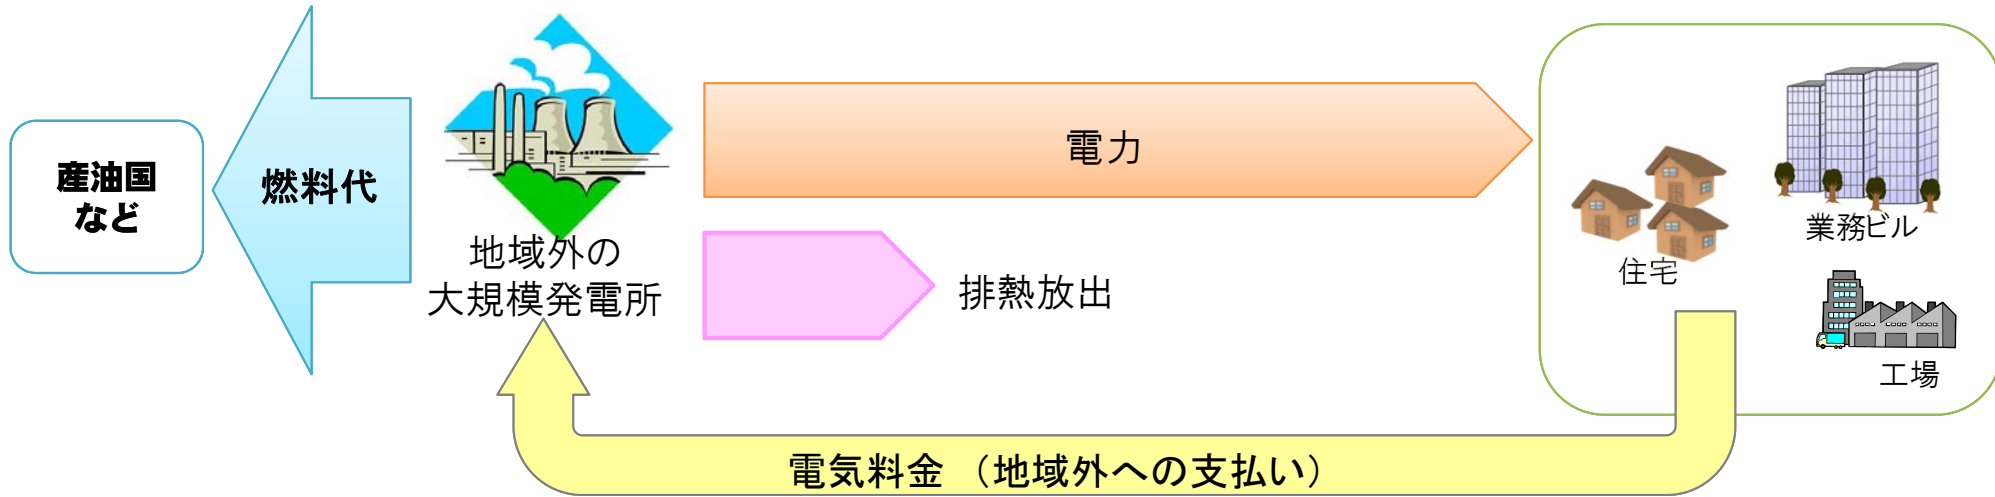 産油国
など
燃料代
地域外の
大規模発電所
電力
排熱放出
住宅
業務ビル
工場
電気料金 （地域外への支払い）